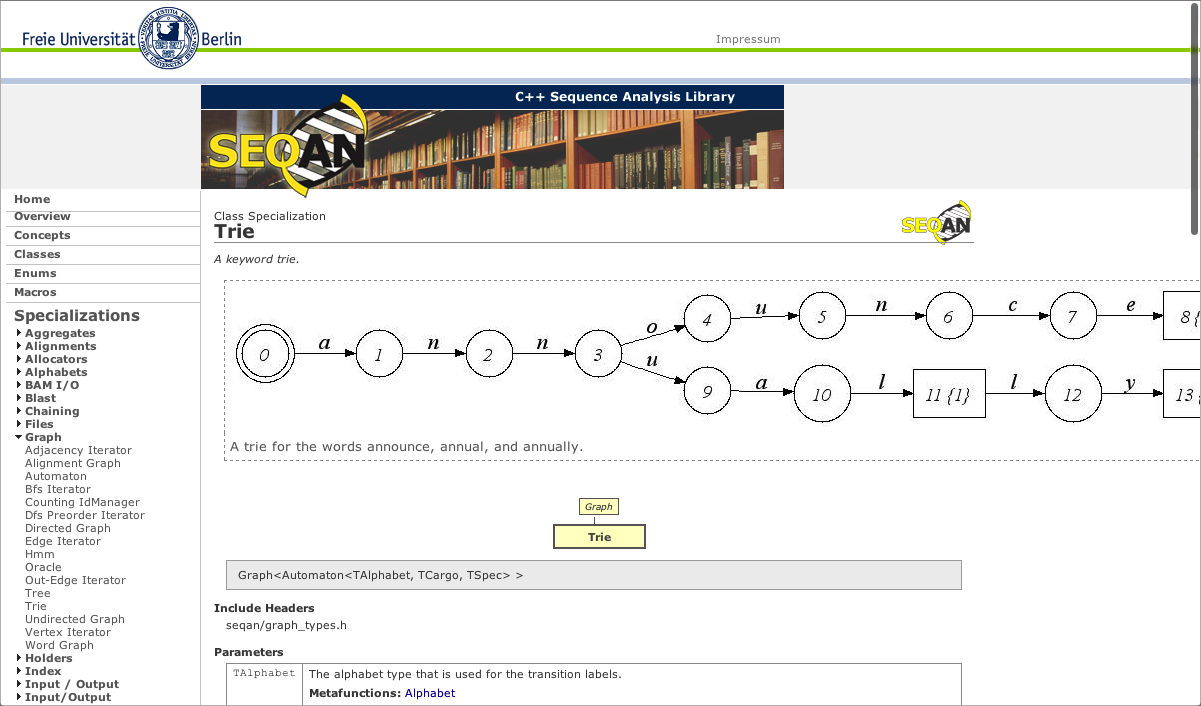 Freie Universität Berlin
Impressum
C++ Sequence Analysis Library
SEQAN
Home
Overview
Concepts
Classes
Enums
Macros
Specializations
Aggregates
Alignments
Allocators
Alphabets
BAM I/O
Blast
Chaining
Files
Graph
Adjacency Iterator
Alignment Graph
Automaton
Bfs Iterator
Counting IdManager
Dfs Preorder Iterator
Directed Graph
Edge Iterator
Hmm
Oracle
Out-Edge Iterator
Tree
Trie
Undirected Graph
Vertex Iterator
Word Graph
Holders
Index
Input / Output
Input/Output
Class Specialization
Trie
SEQAN
A keyword trie.
0 a 1 n 2 n 3
o 4 u 5 n 6 c 7 e 8 {
u 9 a 10 l 11 {1} l 12 y 13 {
A trie for the words announce, annual, and annually.
Graph
Trie
Graph<Automaton<TAlphabet, TCargo, TSpec> >
Include Headers
seqan/graph_types.h
Parameters
TAlphabet The alphabet type that is used for the transition labels.
Metafunctions: Alphabet